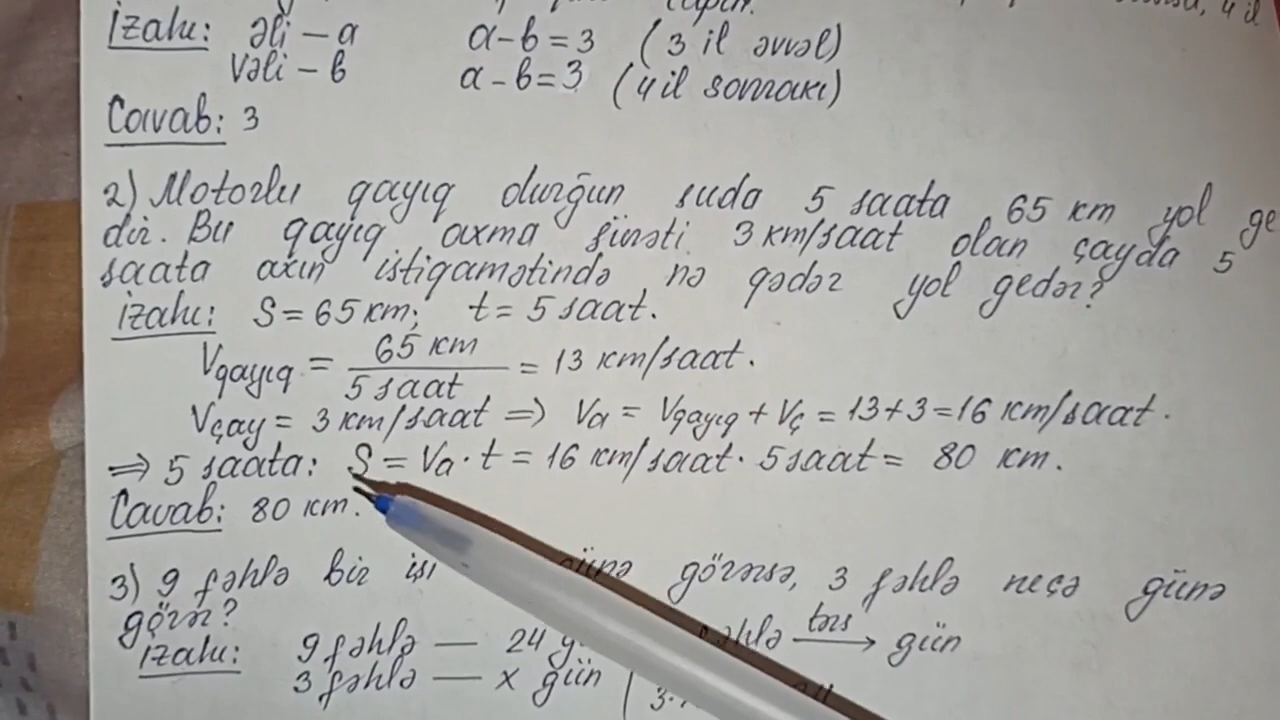 İzahı: Əli – a   a – b = 3 (3 il əvvəl)
Vəli – b   a – b = 3 (4 il sonrakı)
Cavab: 3
2) Motorlu qayıq durğun suda 5 saata 65 km yol ge
dir. Bu qayıq axma sürəti 3 km/saat olan çayda 5
saata axın istiqamətində nə qədər yol gedər?
İzahı: S = 65 km; t = 5 saat.
Vqayıq = 65 km / 5 saat = 13 km/saat.
Vçay = 3 km/saat ⇒ Va = Vqayıq + Vç = 13+3=16 km/saat.
⇒ 5 saata: S = Va · t = 16 km/saat · 5 saat = 80 km.
Cavab: 80 km.
3) 9 fəhlə bir işi günə görərsə, 3 fəhlə neçə günə
görər?
İzahı: 9 fəhlə — 24 fəhlə tərs → gün
3 fəhlə — x gün